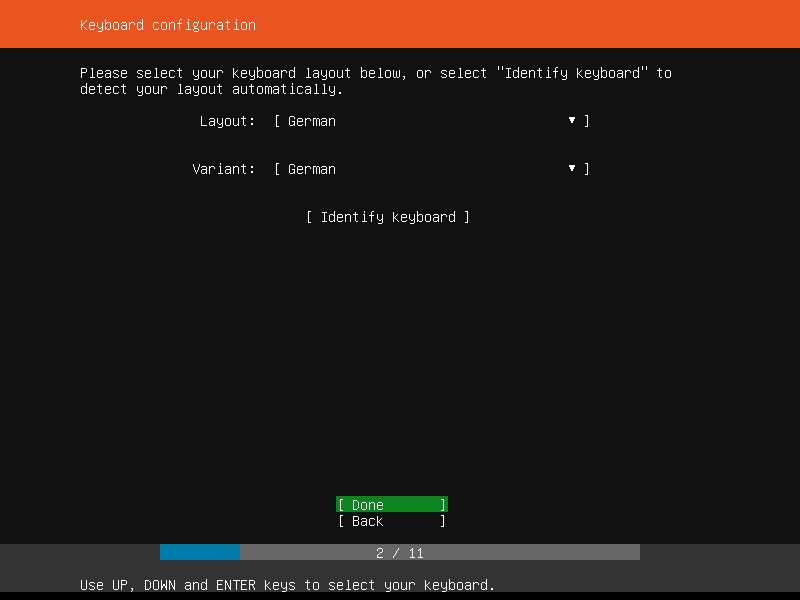 Keyboard configuration
Please select your keyboard layout below, or select "Identify keyboard" to
detect your layout automatically.
Layout: [ German ▼ ]
Variant: [ German ▼ ]
[ Identify keyboard ]
[ Done ]
[ Back ]
2 / 11
Use UP, DOWN and ENTER keys to select your keyboard.